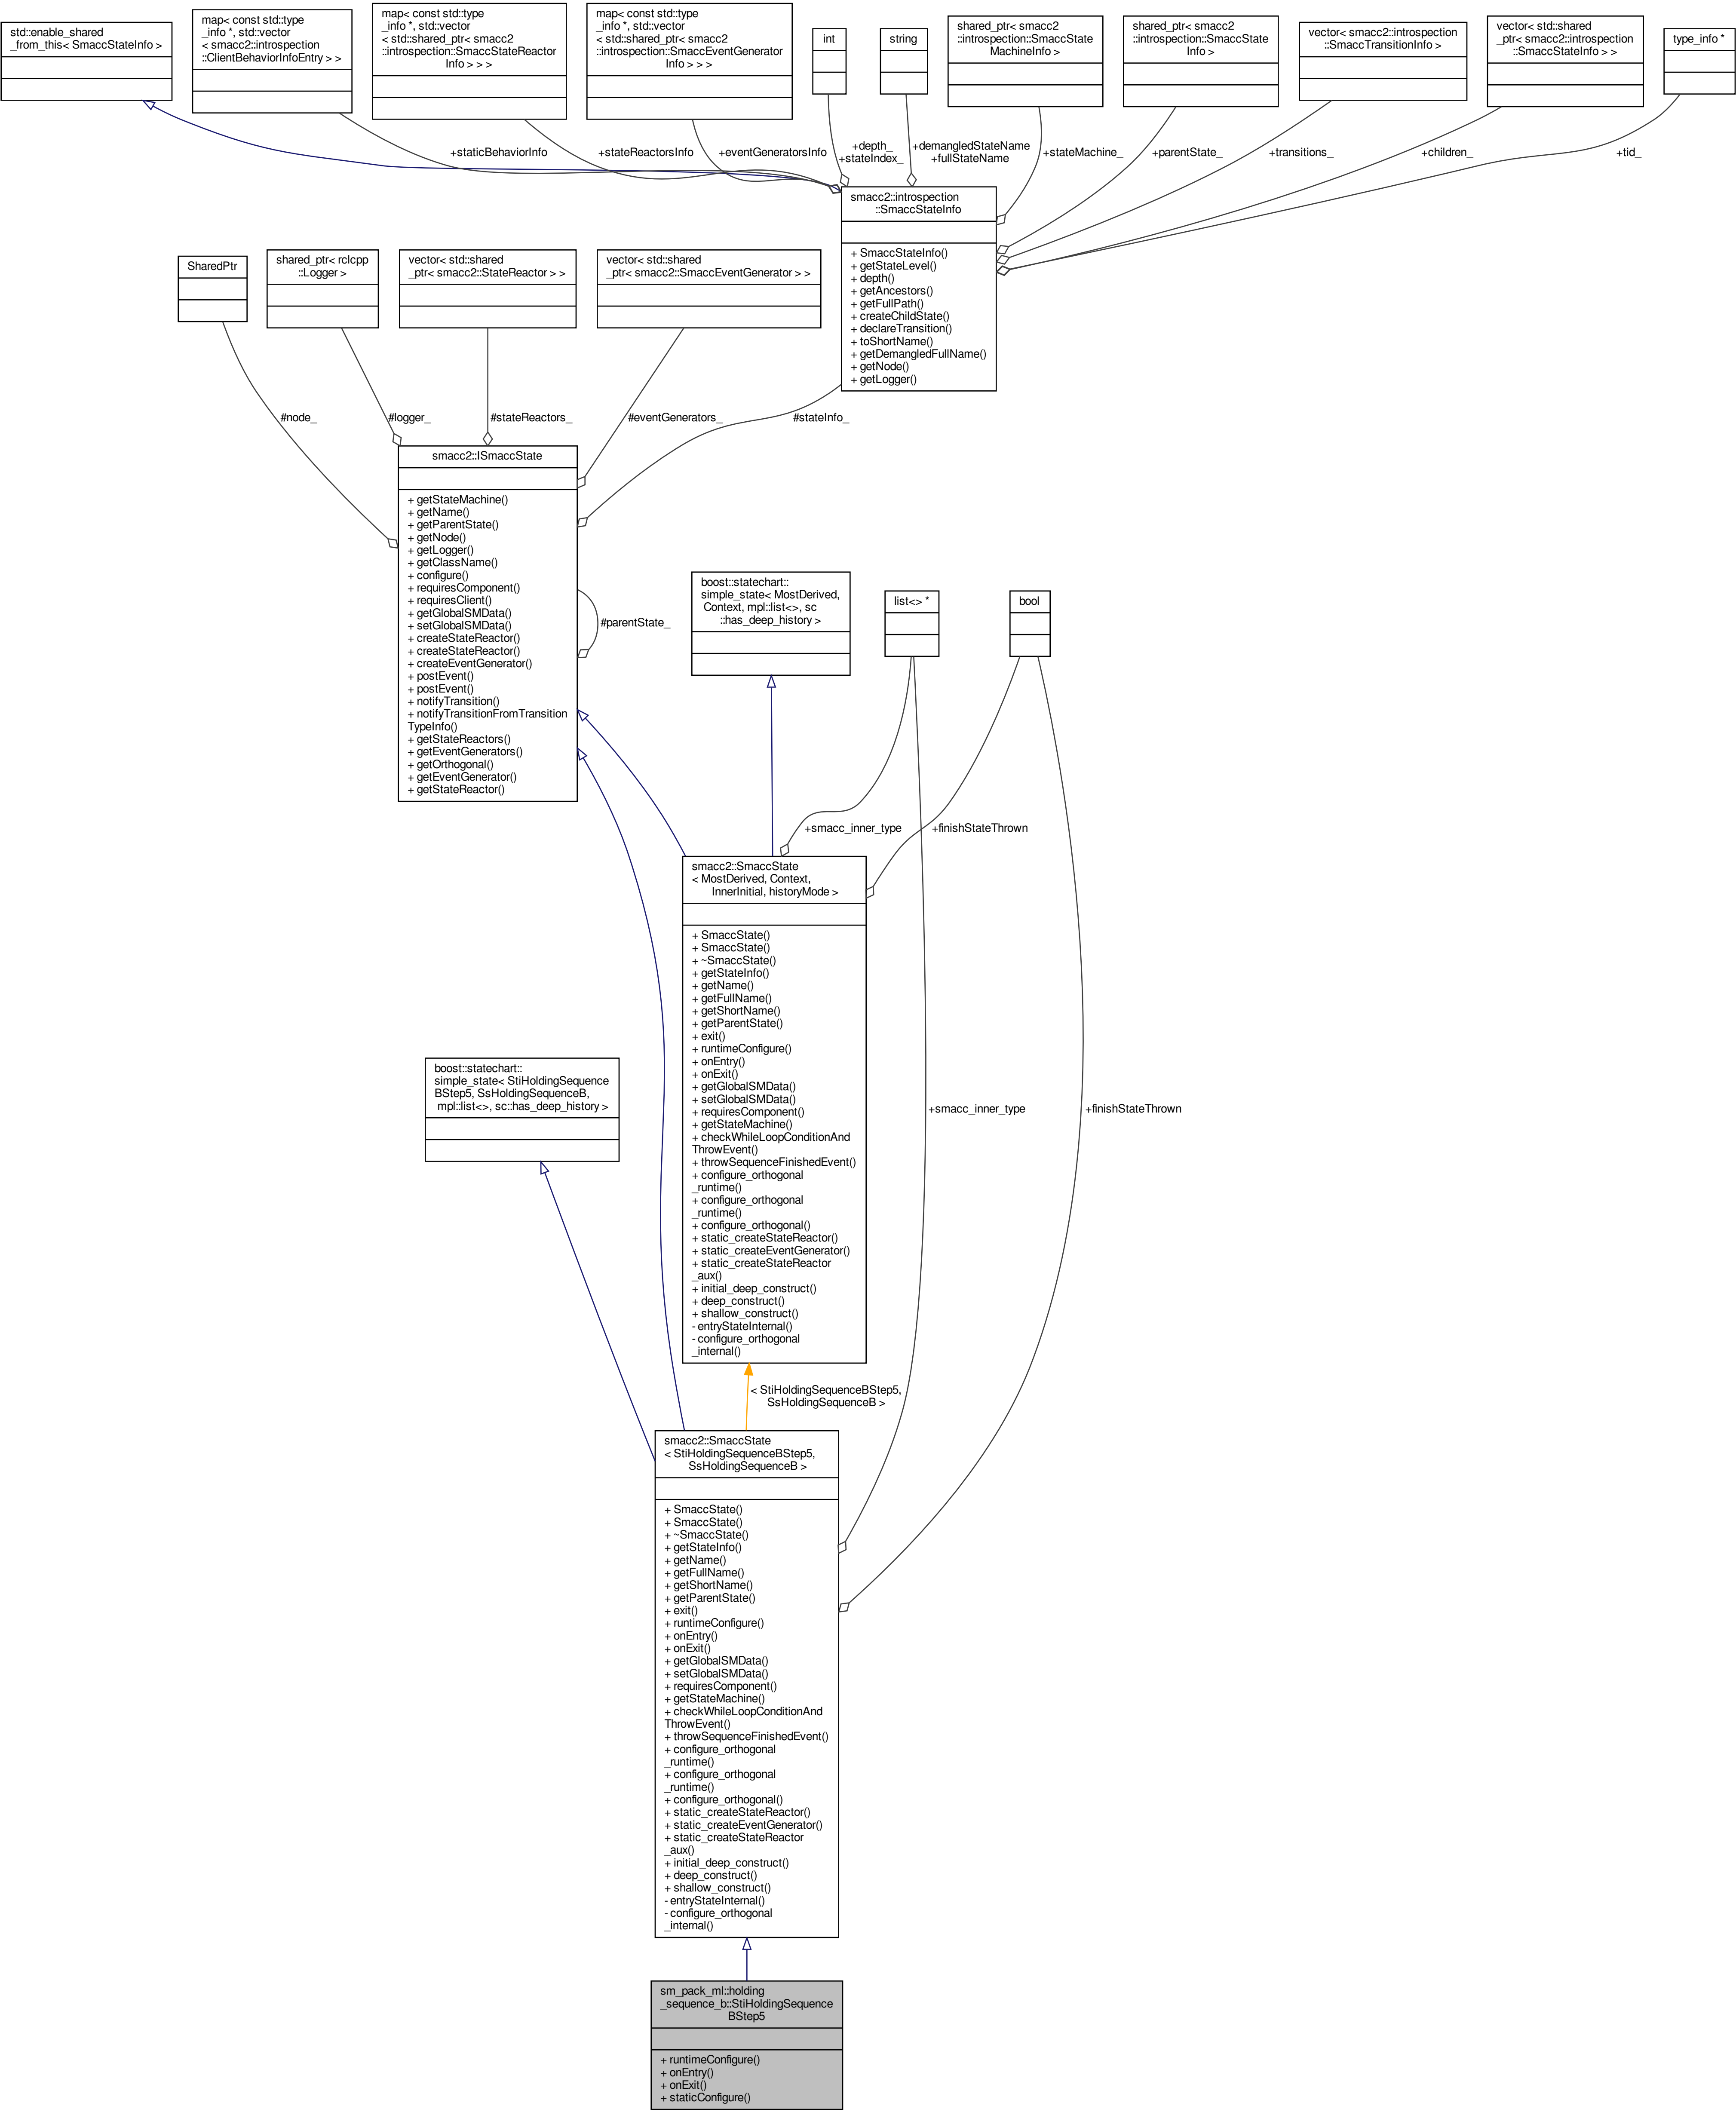 std::enable_shared
_from_this< SmaccStateInfo >
map< const std::type
_info *, std::vector
< smacc2::introspection
::ClientBehaviorInfoEntry > >
map< const std::type
_info *, std::vector
< std::shared_ptr< smacc2
::introspection::SmaccStateReactor
Info > > >
map< const std::type
_info *, std::vector
< std::shared_ptr< smacc2
::introspection::SmaccEventGenerator
Info > > >
int
string
shared_ptr< smacc2
::introspection::SmaccState
MachineInfo >
shared_ptr< smacc2
::introspection::SmaccState
Info >
vector< smacc2::introspection
::SmaccTransitionInfo >
vector< std::shared
_ptr< smacc2::introspection
::SmaccStateInfo > >
type_info *
+staticBehaviorInfo
+stateReactorsInfo
+eventGeneratorsInfo
+depth_
+stateIndex_
+demangledStateName
+fullStateName
+stateMachine_
+parentState_
+transitions_
+children_
+tid_
smacc2::introspection
::SmaccStateInfo
+ SmaccStateInfo()
+ getStateLevel()
+ depth()
+ getAncestors()
+ getFullPath()
+ createChildState()
+ declareTransition()
+ toShortName()
+ getDemangledFullName()
+ getNode()
+ getLogger()
SharedPtr
shared_ptr< rclcpp
::Logger >
vector< std::shared
_ptr< smacc2::StateReactor > >
vector< std::shared
_ptr< smacc2::SmaccEventGenerator > >
#node_
#logger_
#stateReactors_
#eventGenerators_
#stateInfo_
smacc2::ISmaccState
+ getStateMachine()
+ getName()
+ getParentState()
+ getNode()
+ getLogger()
+ getClassName()
+ configure()
+ requiresComponent()
+ requiresClient()
+ getGlobalSMData()
+ setGlobalSMData()
+ createStateReactor()
+ createStateReactor()
+ createEventGenerator()
+ postEvent()
+ postEvent()
+ notifyTransition()
+ notifyTransitionFromTransition
TypeInfo()
+ getStateReactors()
+ getEventGenerators()
+ getOrthogonal()
+ getEventGenerator()
+ getStateReactor()
#parentState_
boost::statechart::
simple_state< MostDerived,
Context, mpl::list<>, sc
::has_deep_history >
list<> *
bool
+smacc_inner_type
+finishStateThrown
smacc2::SmaccState
< MostDerived, Context,
InnerInitial, historyMode >
+ SmaccState()
+ SmaccState()
+ ~SmaccState()
+ getStateInfo()
+ getName()
+ getFullName()
+ getShortName()
+ getParentState()
+ exit()
+ runtimeConfigure()
+ onEntry()
+ onExit()
+ getGlobalSMData()
+ setGlobalSMData()
+ requiresComponent()
+ getStateMachine()
+ checkWhileLoopConditionAnd
ThrowEvent()
+ throwSequenceFinishedEvent()
+ configure_orthogonal
_runtime()
+ configure_orthogonal
_runtime()
+ configure_orthogonal()
+ static_createStateReactor()
+ static_createEventGenerator()
+ static_createStateReactor
_aux()
+ initial_deep_construct()
+ deep_construct()
+ shallow_construct()
- entryStateInternal()
- configure_orthogonal
_internal()
boost::statechart::
simple_state< StiHoldingSequence
BStep5, SsHoldingSequenceB,
mpl::list<>, sc::has_deep_history >
+smacc_inner_type
+finishStateThrown
< StiHoldingSequenceBStep5,
SsHoldingSequenceB >
smacc2::SmaccState
< StiHoldingSequenceBStep5,
SsHoldingSequenceB >
+ SmaccState()
+ SmaccState()
+ ~SmaccState()
+ getStateInfo()
+ getName()
+ getFullName()
+ getShortName()
+ getParentState()
+ exit()
+ runtimeConfigure()
+ onEntry()
+ onExit()
+ getGlobalSMData()
+ setGlobalSMData()
+ requiresComponent()
+ getStateMachine()
+ checkWhileLoopConditionAnd
ThrowEvent()
+ throwSequenceFinishedEvent()
+ configure_orthogonal
_runtime()
+ configure_orthogonal
_runtime()
+ configure_orthogonal()
+ static_createStateReactor()
+ static_createEventGenerator()
+ static_createStateReactor
_aux()
+ initial_deep_construct()
+ deep_construct()
+ shallow_construct()
- entryStateInternal()
- configure_orthogonal
_internal()
sm_pack_ml::holding
_sequence_b::StiHoldingSequence
BStep5
+ runtimeConfigure()
+ onEntry()
+ onExit()
+ staticConfigure()